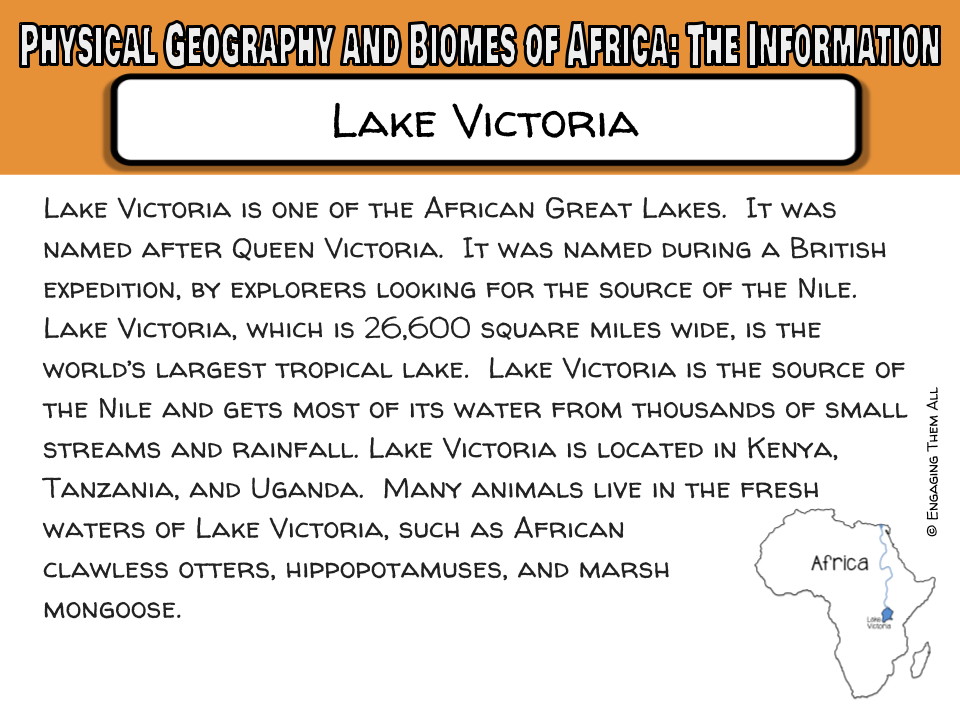 Physical Geography and Biomes of Africa: The Information
Lake Victoria
Lake Victoria is one of the African Great Lakes. It was
named after Queen Victoria. It was named during a British
expedition, by explorers looking for the source of the Nile.
Lake Victoria, which is 26,600 square miles wide, is the
world's largest tropical lake. Lake Victoria is the source of
the Nile and gets most of its water from thousands of small
streams and rainfall. Lake Victoria is located in Kenya,
Tanzania, and Uganda. Many animals live in the fresh
waters of Lake Victoria, such as African
clawless otters, hippopotamuses, and marsh
mongoose.
Africa
Lake
Victoria
© Engaging Them All